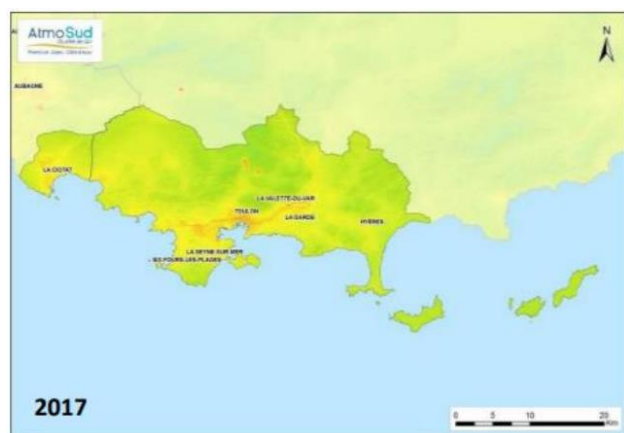 AtmoSud
N
AUBAGNE
LA CIOTAT
LA VALETTE-DU-VAR
TOULON
LA GARDE
HYERES
LA SEYNE-SUR-MER
SIX-FOURS-LES-PLAGES
2017
0 5 10 20
Km